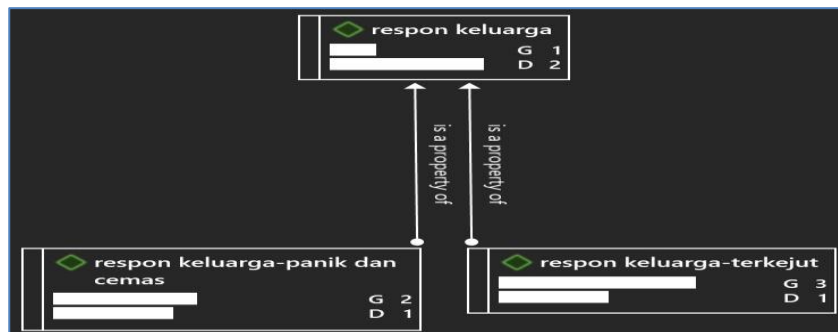 respon keluarga
G 1
D 2
is a property of
is a property of
respon keluarga-panik dan
cemas
G 2
D 1
respon keluarga-terkejut
G 3
D 1